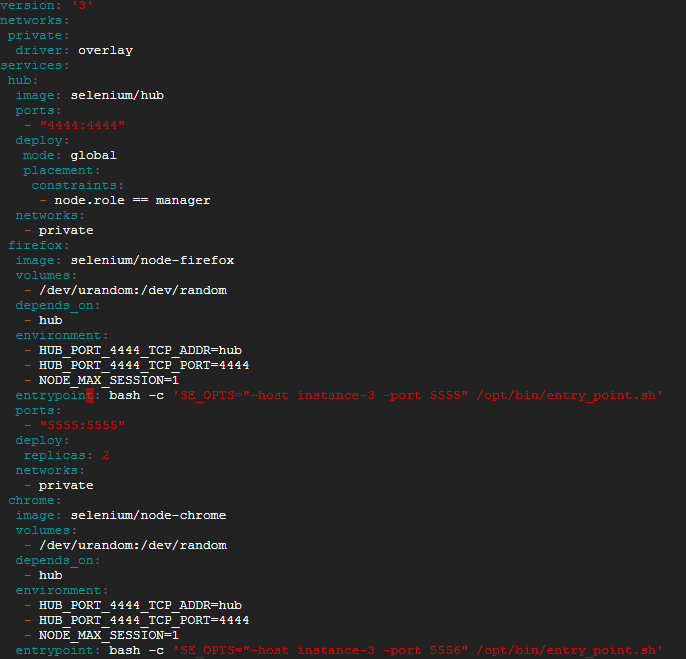 version: '3'
networks:
 private:
  driver: overlay
services:
 hub:
  image: selenium/hub
  ports:
   - "4444:4444"
  deploy:
   mode: global
   placement:
    constraints:
     - node.role == manager
  networks:
   - private
 firefox:
  image: selenium/node-firefox
  volumes:
   - /dev/urandom:/dev/random
  depends_on:
   - hub
  environment:
   - HUB_PORT_4444_TCP_ADDR=hub
   - HUB_PORT_4444_TCP_PORT=4444
   - NODE_MAX_SESSION=1
  entrypoint: bash -c 'SE_OPTS="-host instance-3 -port 5555" /opt/bin/entry_point.sh'
  ports:
   - "5555:5555"
  deploy:
   replicas: 2
  networks:
   - private
 chrome:
  image: selenium/node-chrome
  volumes:
   - /dev/urandom:/dev/random
  depends_on:
   - hub
  environment:
   - HUB_PORT_4444_TCP_ADDR=hub
   - HUB_PORT_4444_TCP_PORT=4444
   - NODE_MAX_SESSION=1
  entrypoint: bash -c 'SE_OPTS="-host instance-3 -port 5556" /opt/bin/entry_point.sh'